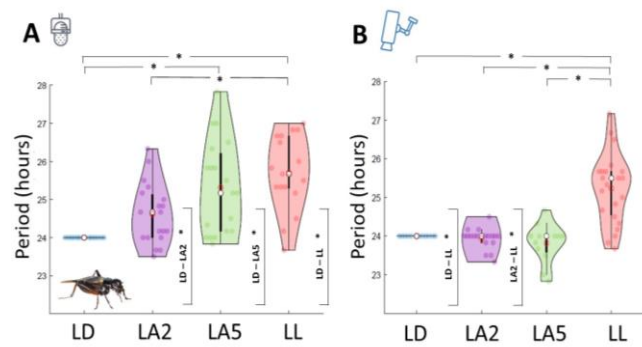 A
*
*
*
Period (hours)
28
27
26
25
24
23
LD – LA2
*
LD – LA5
*
LD – LL
*
LD
LA2
LA5
LL
B
*
*
*
Period (hours)
28
27
26
25
24
23
LD – LL
*
LA2 – LL
*
LD
LA2
LA5
LL